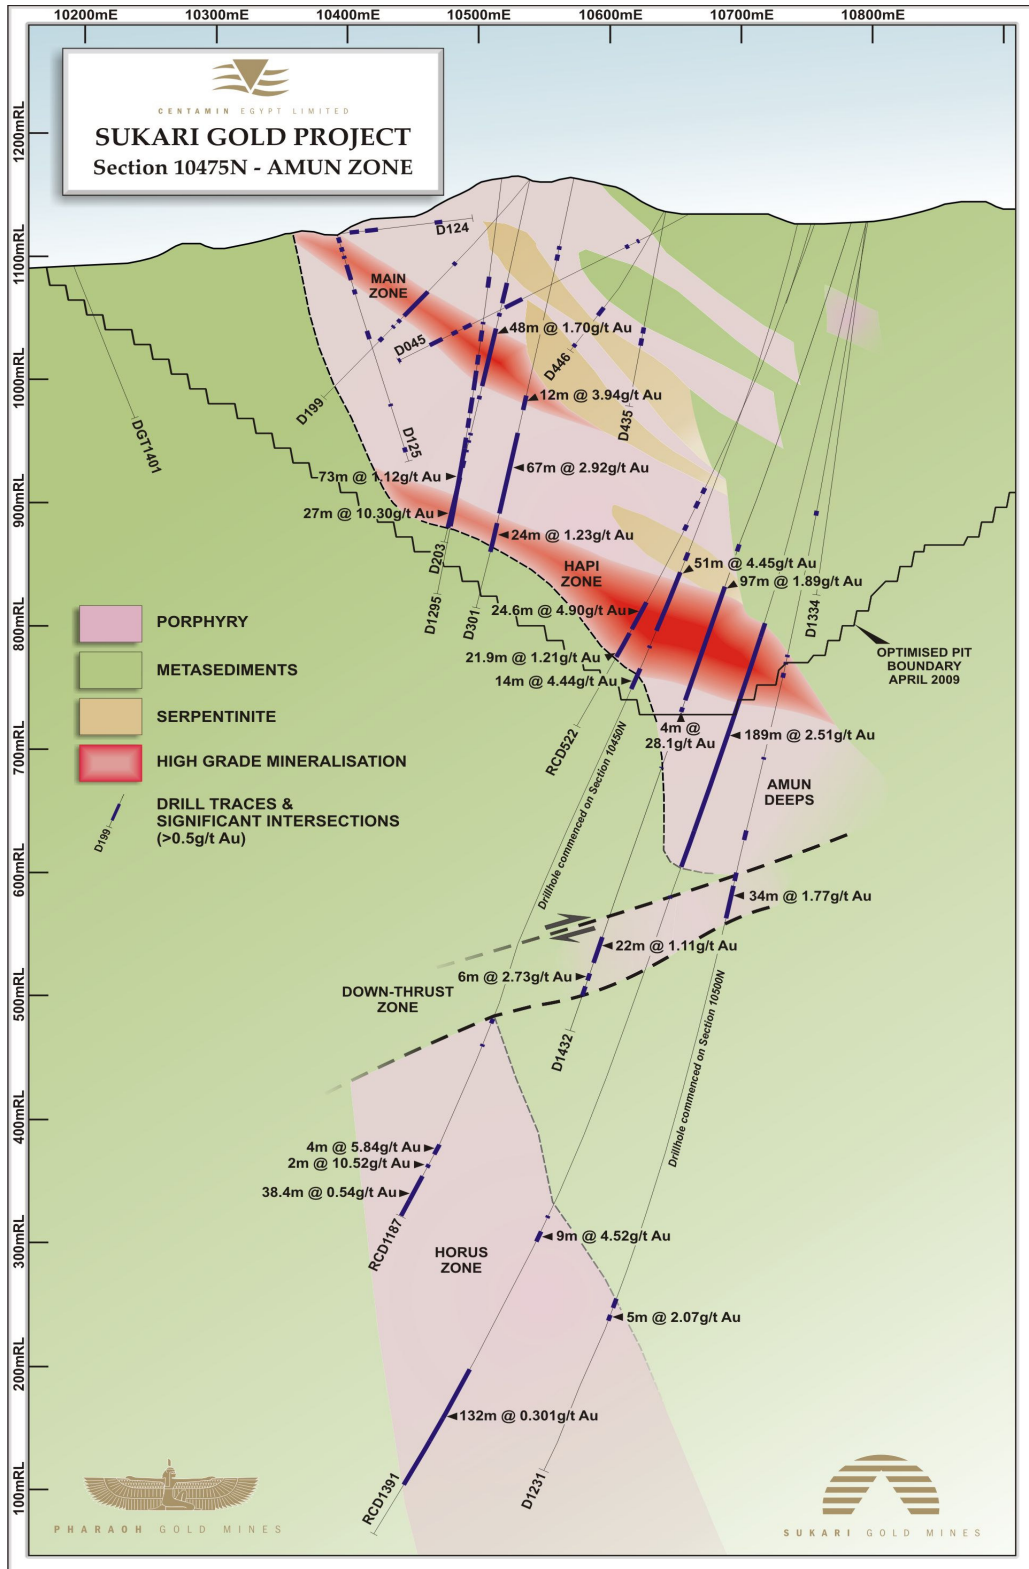 10200mE 10300mE 10400mE 10500mE 10600mE 10700mE 10800mE
CENTAMIN EGYPT LIMITED
SUKARI GOLD PROJECT
Section 10475N - AMUN ZONE
1200mRL
1100mRL
1000mRL
900mRL
800mRL
700mRL
600mRL
500mRL
400mRL
300mRL
200mRL
100mRL
D124
MAIN
ZONE
D045
48m @ 1.70g/t Au
D446
D199
12m @ 3.94g/t Au
D435
DGT1401
D125
73m @ 1.12g/t Au
67m @ 2.92g/t Au
27m @ 10.30g/t Au
24m @ 1.23g/t Au
D203
HAPI
ZONE
51m @ 4.45g/t Au
97m @ 1.89g/t Au
D1295
D301
24.6m @ 4.90g/t Au
D1334
21.9m @ 1.21g/t Au
14m @ 4.44g/t Au
OPTIMISED PIT
BOUNDARY
APRIL 2009
PORPHYRY
METASEDIMENTS
SERPENTINITE
HIGH GRADE MINERALISATION
DRILL TRACES &
SIGNIFICANT INTERSECTIONS
(>0.5g/t Au)
D199
RCD522
4m @
28.1g/t Au
189m @ 2.51g/t Au
AMUN
DEEPS
Drillhole commenced on Section 10450N
34m @ 1.77g/t Au
22m @ 1.11g/t Au
6m @ 2.73g/t Au
DOWN-THRUST
ZONE
D1432
Drillhole commenced on Section 10500N
4m @ 5.84g/t Au
2m @ 10.52g/t Au
38.4m @ 0.54g/t Au
RCD1187
HORUS
ZONE
9m @ 4.52g/t Au
5m @ 2.07g/t Au
132m @ 0.301g/t Au
RCD1391
D1231
PHARAOH GOLD MINES
SUKARI GOLD MINES